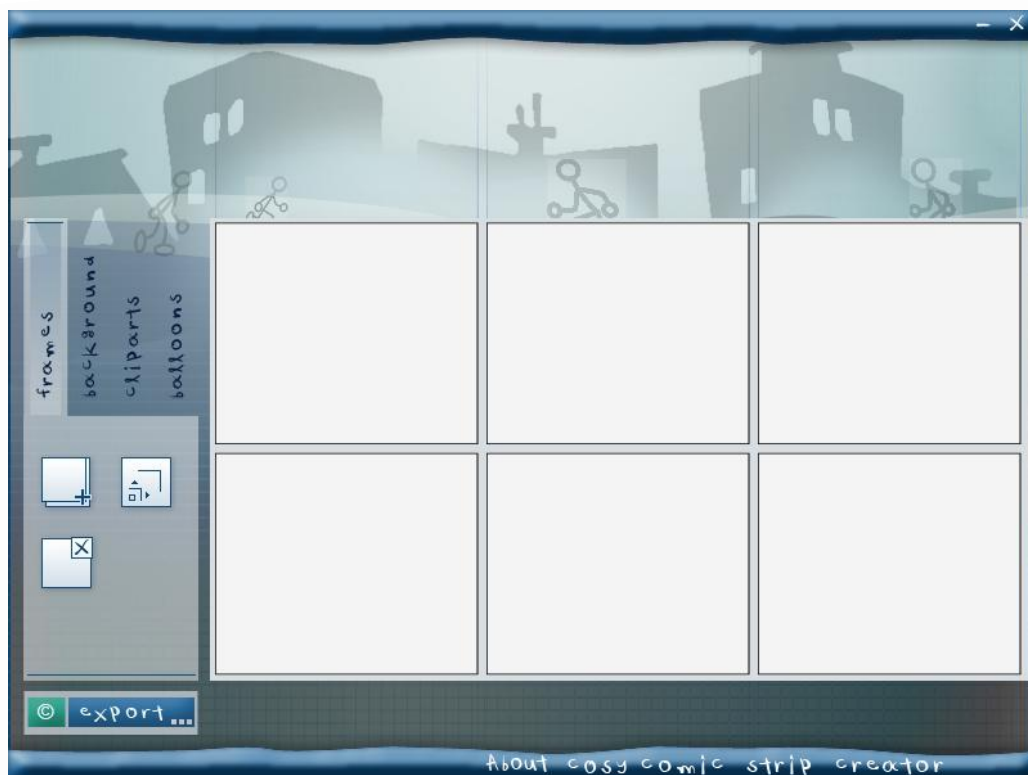 frames
background
cliparts
balloons
© export...
About cosy comic strip creator